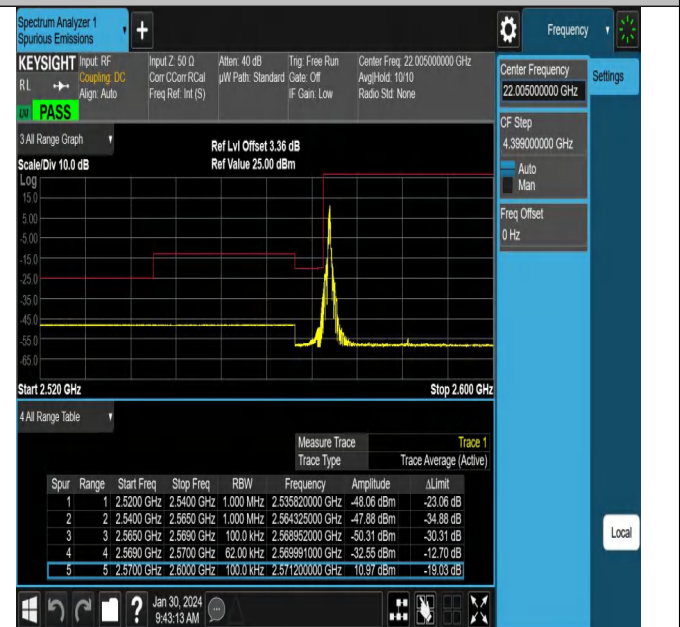 Spectrum Analyzer 1
Spurious Emissions
Frequency
KEYSIGHT Input: RF Input Z: 50 Ω Atten: 40 dB Trig: Free Run Center Freq: 22.005000000 GHz
RL Coupling: DC Corr CCorr RCal µW Path: Standard Gate: Off Avg|Hold: 10/10
Align: Auto Freq Ref: Int (S) IF Gain: Low Radio Std: None
PASS
Center Frequency
22.005000000 GHz
Settings
CF Step
4.399000000 GHz
Auto
Man
Freq Offset
0 Hz
Local
3 All Range Graph
Ref Lvl Offset 3.36 dB
Scale/Div 10.0 dB Ref Value 25.00 dBm
Log
15.0
5.00
-5.00
-15.0
-25.0
-35.0
-45.0
-55.0
-65.0
Start 2.520 GHz Stop 2.600 GHz
4 All Range Table
Measure Trace Trace 1
Trace Type Trace Average (Active)
Spur Range Start Freq Stop Freq RBW Frequency Amplitude ΔLimit
1 1 2.5200 GHz 2.5400 GHz 1.000 MHz 2.535820000 GHz -48.06 dBm -23.06 dB
2 2 2.5400 GHz 2.5650 GHz 1.000 MHz 2.564325000 GHz -47.88 dBm -34.88 dB
3 3 2.5650 GHz 2.5690 GHz 100.0 kHz 2.568952000 GHz -50.31 dBm -30.31 dB
4 4 2.5690 GHz 2.5700 GHz 62.00 kHz 2.569991000 GHz -32.55 dBm -12.70 dB
5 5 2.5700 GHz 2.6000 GHz 100.0 kHz 2.571200000 GHz 10.97 dBm -19.03 dB
Jan 30, 2024
9:43:13 AM